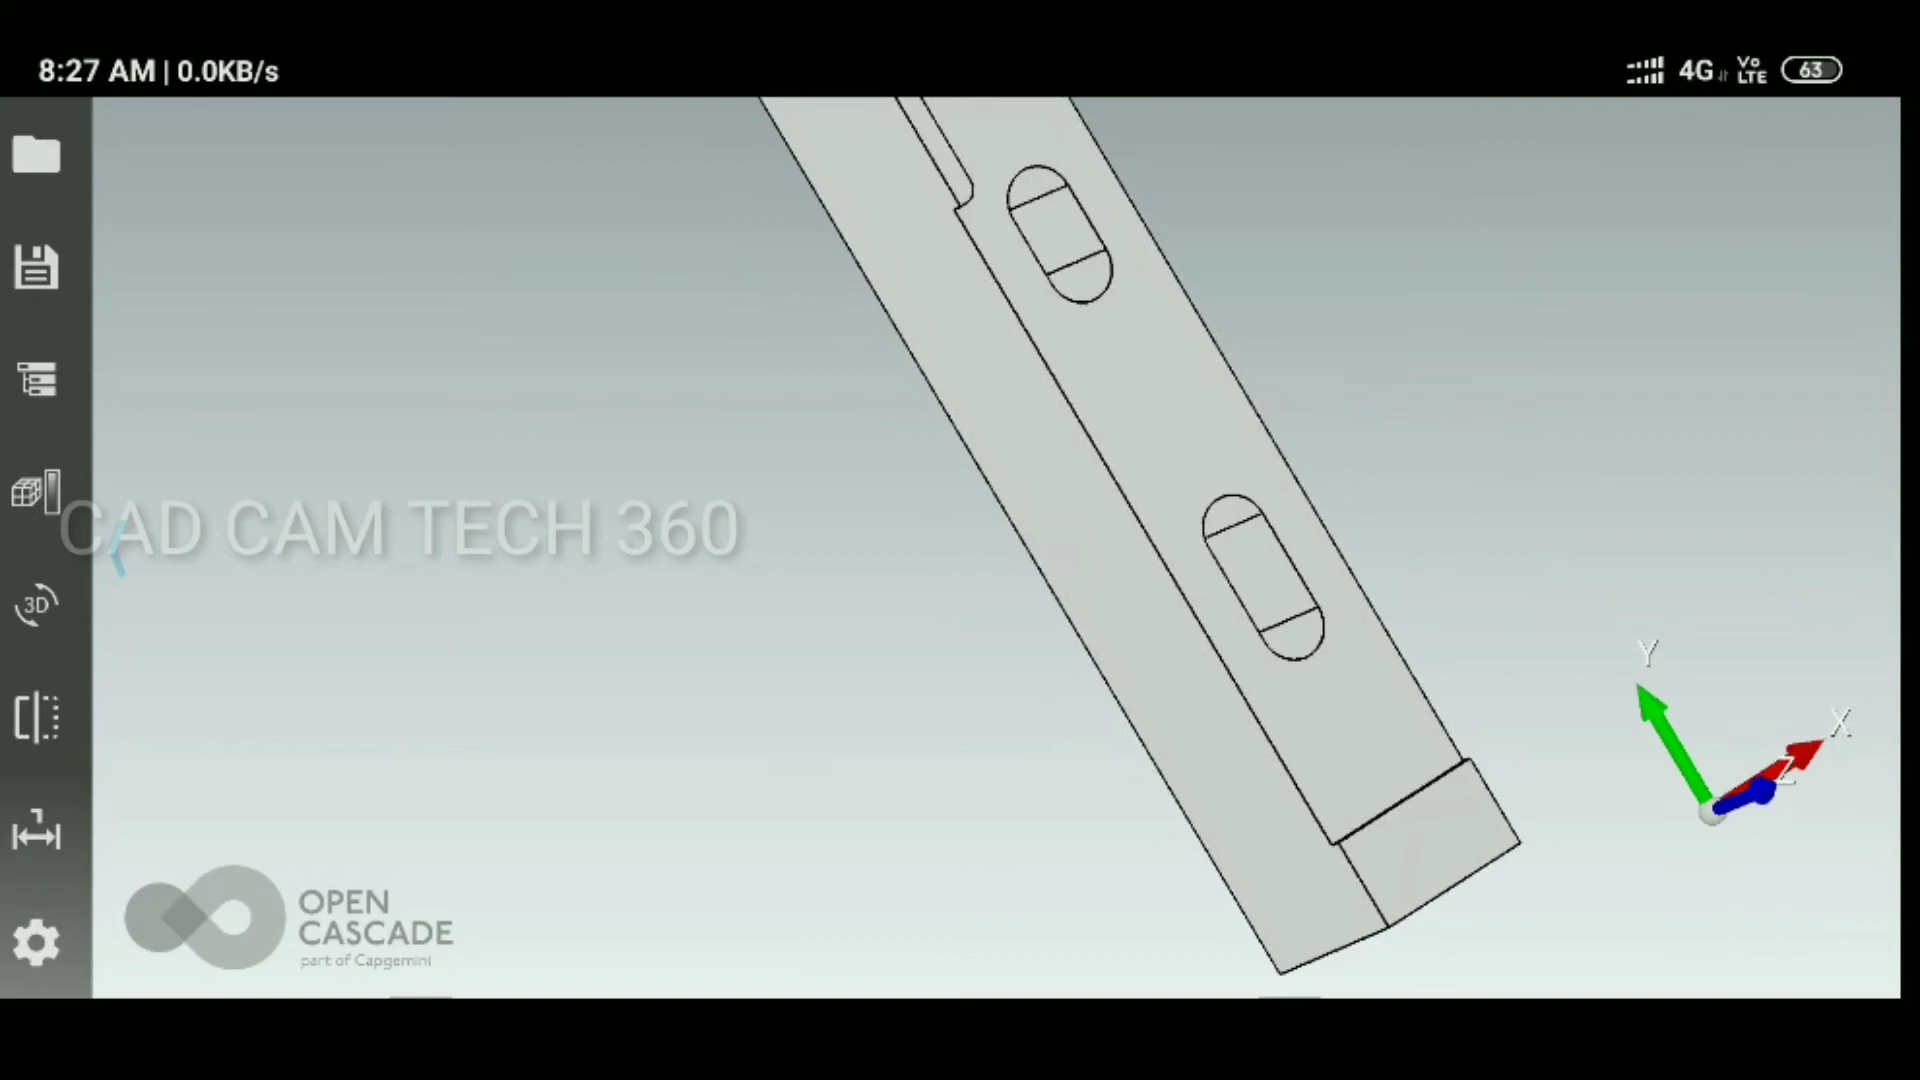 8:27 AM | 0.0KB/s
4G
Vo
LTE
63
3D
CAD CAM TECH 360
Y
X
Z
OPEN
CASCADE
part of Capgemini